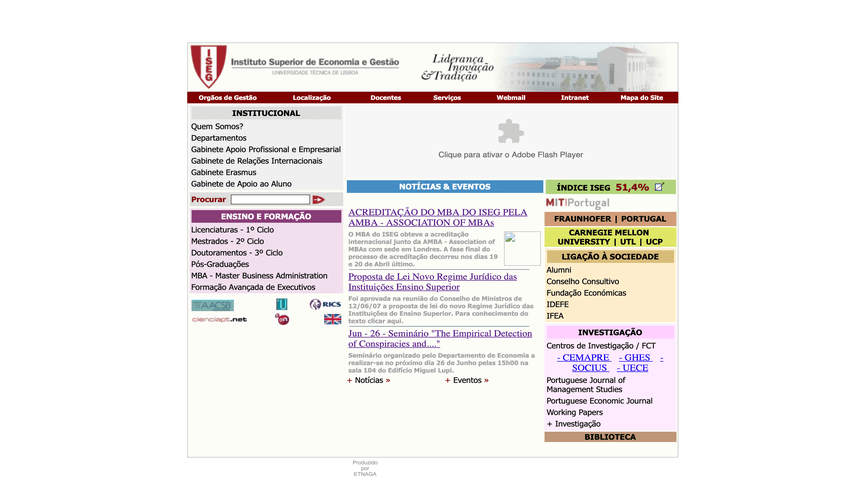 ISEG
Instituto Superior de Economia e Gestão
UNIVERSIDADE TÉCNICA DE LISBOA
Liderança
Inovação
&Tradição
Orgãos de Gestão
Localização
Docentes
Serviços
Webmail
Intranet
Mapa do Site
INSTITUCIONAL
Quem Somos?
Departamentos
Gabinete Apoio Profissional e Empresarial
Gabinete de Relações Internacionais
Gabinete Erasmus
Gabinete de Apoio ao Aluno
Procurar
ENSINO E FORMAÇÃO
Licenciaturas - 1º Ciclo
Mestrados - 2º Ciclo
Doutoramentos - 3º Ciclo
Pós-Graduações
MBA - Master Business Administration
Formação Avançada de Executivos
AACSB
RICS
cienciapt.net
Clique para ativar o Adobe Flash Player
NOTÍCIAS & EVENTOS
ACREDITAÇÃO DO MBA DO ISEG PELA
AMBA - ASSOCIATION OF MBAs
O MBA do ISEG obteve a acreditação
internacional junto da AMBA - Association of
MBAs com sede em Londres. A fase final do
processo de acreditação decorreu nos dias 19
e 20 de Abril último.
Proposta de Lei Novo Regime Jurídico das
Instituições Ensino Superior
Foi aprovada na reunião do Conselho de Ministros de
12/06/07 a proposta de lei do novo Regime Jurídico das
Instituições do Ensino Superior. Para conhecimento do
texto clicar aqui.
Jun - 26 - Seminário "The Empirical Detection
of Conspiracies and...."
Seminário organizado pelo Departamento de Economia a
realizar-se no próximo dia 26 de Junho pelas 15h00 na
sala 104 do Edifício Miguel Lupi.
+ Notícias »
+ Eventos »
ÍNDICE ISEG 51,4%
MIT|Portugal
FRAUNHOFER | PORTUGAL
CARNEGIE MELLON
UNIVERSITY | UTL | UCP
LIGAÇÃO À SOCIEDADE
Alumni
Conselho Consultivo
Fundação Económicas
IDEFE
IFEA
INVESTIGAÇÃO
Centros de Investigação / FCT
- CEMAPRE - GHES -
SOCIUS - UECE
Portuguese Journal of
Management Studies
Portuguese Economic Journal
Working Papers
+ Investigação
BIBLIOTECA
Produzido
por
ETNAGA